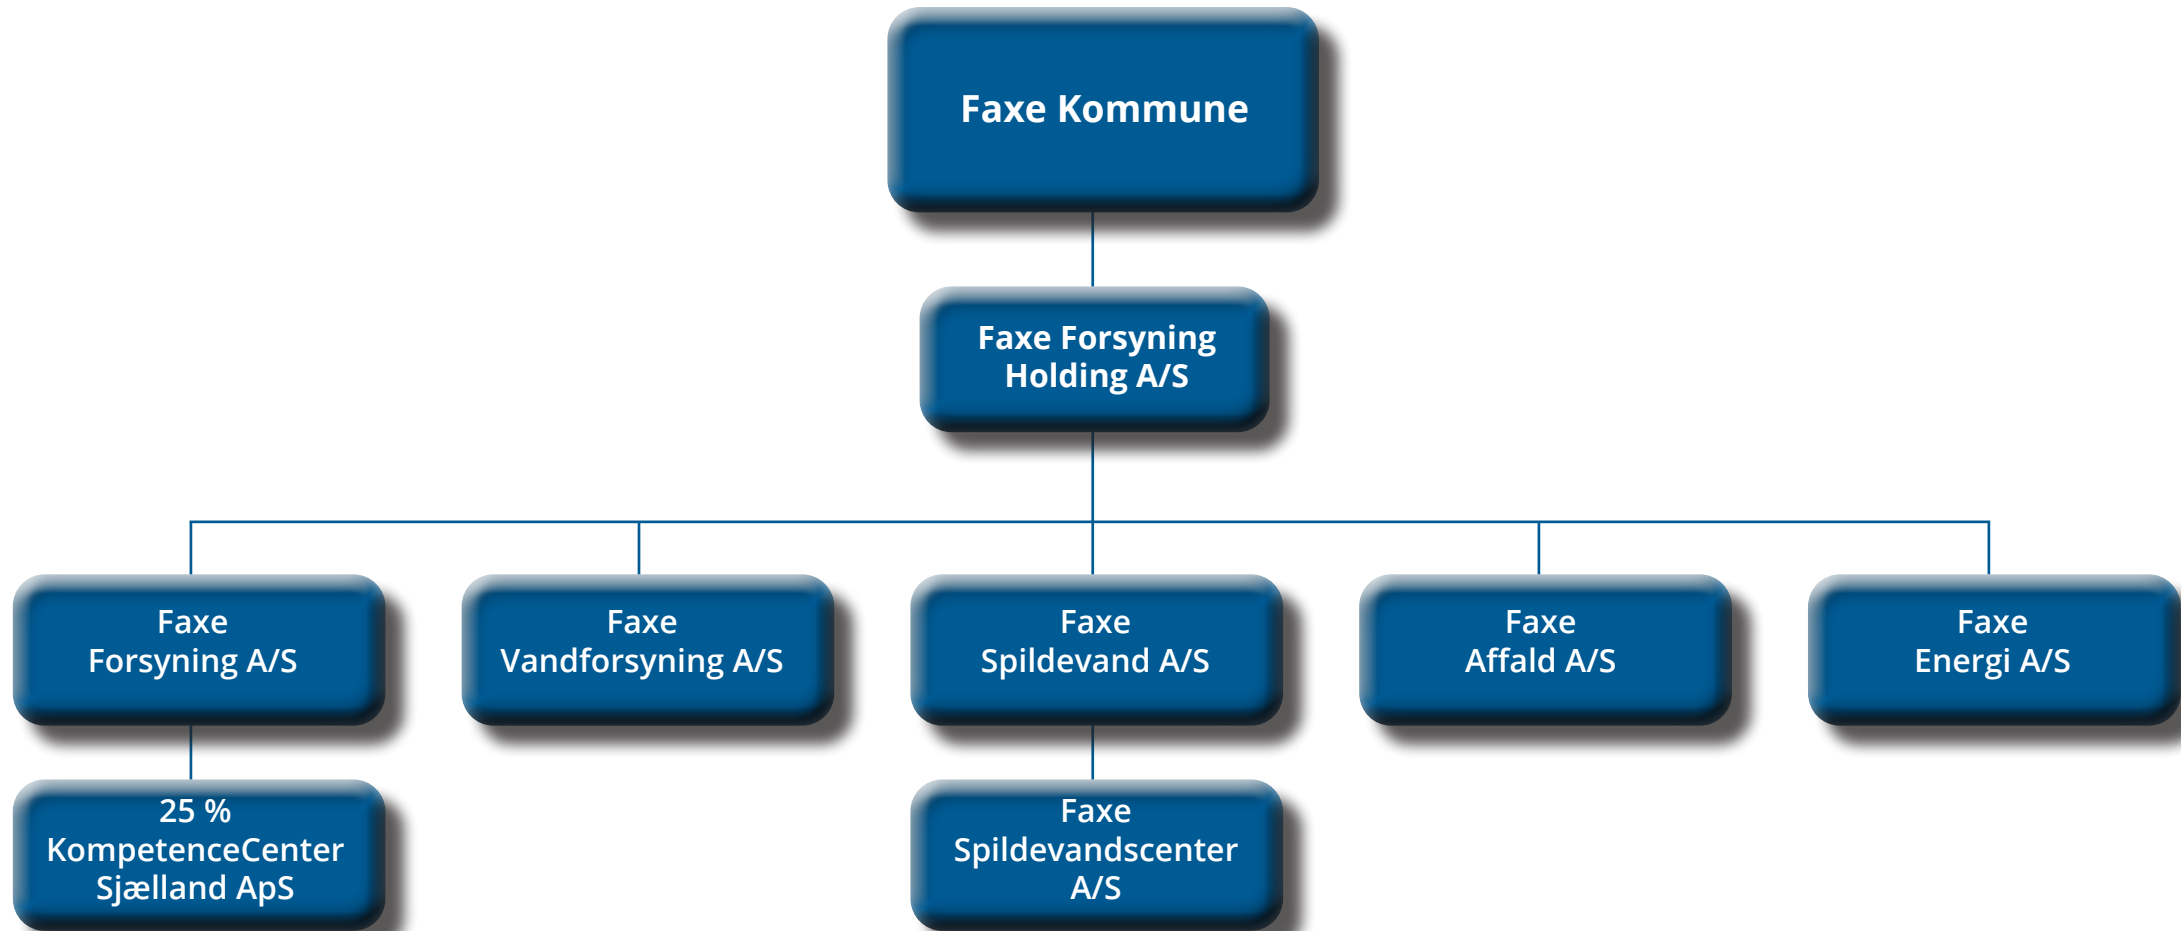 Faxe Kommune
Faxe Forsyning
Holding A/S
Faxe
Forsyning A/S
Faxe
Vandforsyning A/S
Faxe
Spildevand A/S
Faxe
Affald A/S
Faxe
Energi A/S
25 %
KompetenceCenter
Sjælland ApS
Faxe
Spildevandscenter
A/S